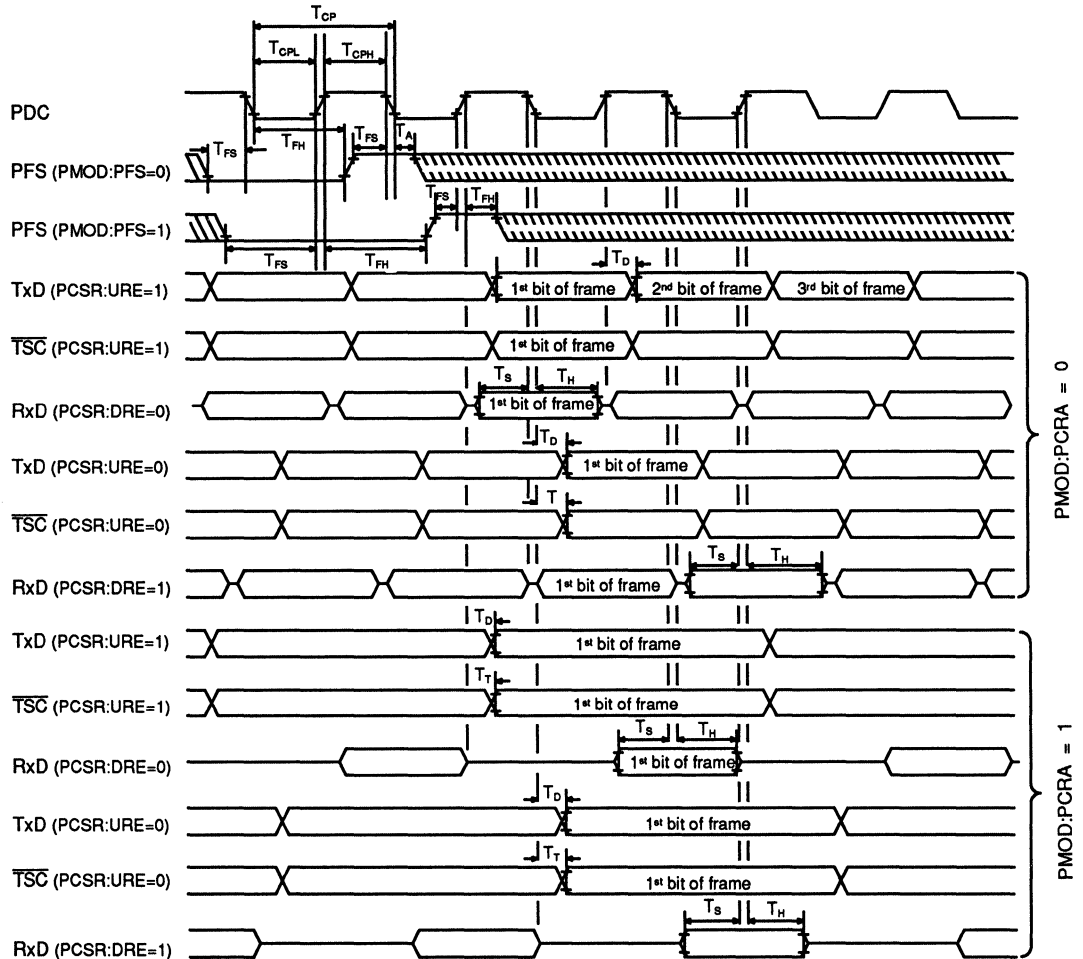 TCP
TCPL TCPH
PDC
TFS TFH TFS TA
PFS (PMOD:PFS=0)
TFS TFH
PFS (PMOD:PFS=1)
TFS TFH
TD
TxD (PCSR:URE=1) 1st bit of frame 2nd bit of frame 3rd bit of frame
TSC (PCSR:URE=1) 1st bit of frame
TS TH
RxD (PCSR:DRE=0) 1st bit of frame
TD
TxD (PCSR:URE=0) 1st bit of frame
T
TSC (PCSR:URE=0)
TS TH
RxD (PCSR:DRE=1) 1st bit of frame
PMOD:PCRA = 0
TD
TxD (PCSR:URE=1) 1st bit of frame
TT
TSC (PCSR:URE=1) 1st bit of frame
TS TH
RxD (PCSR:DRE=0) 1st bit of frame
TD
TxD (PCSR:URE=0) 1st bit of frame
TT
TSC (PCSR:URE=0) 1st bit of frame
TS TH
RxD (PCSR:DRE=1)
PMOD:PCRA = 1